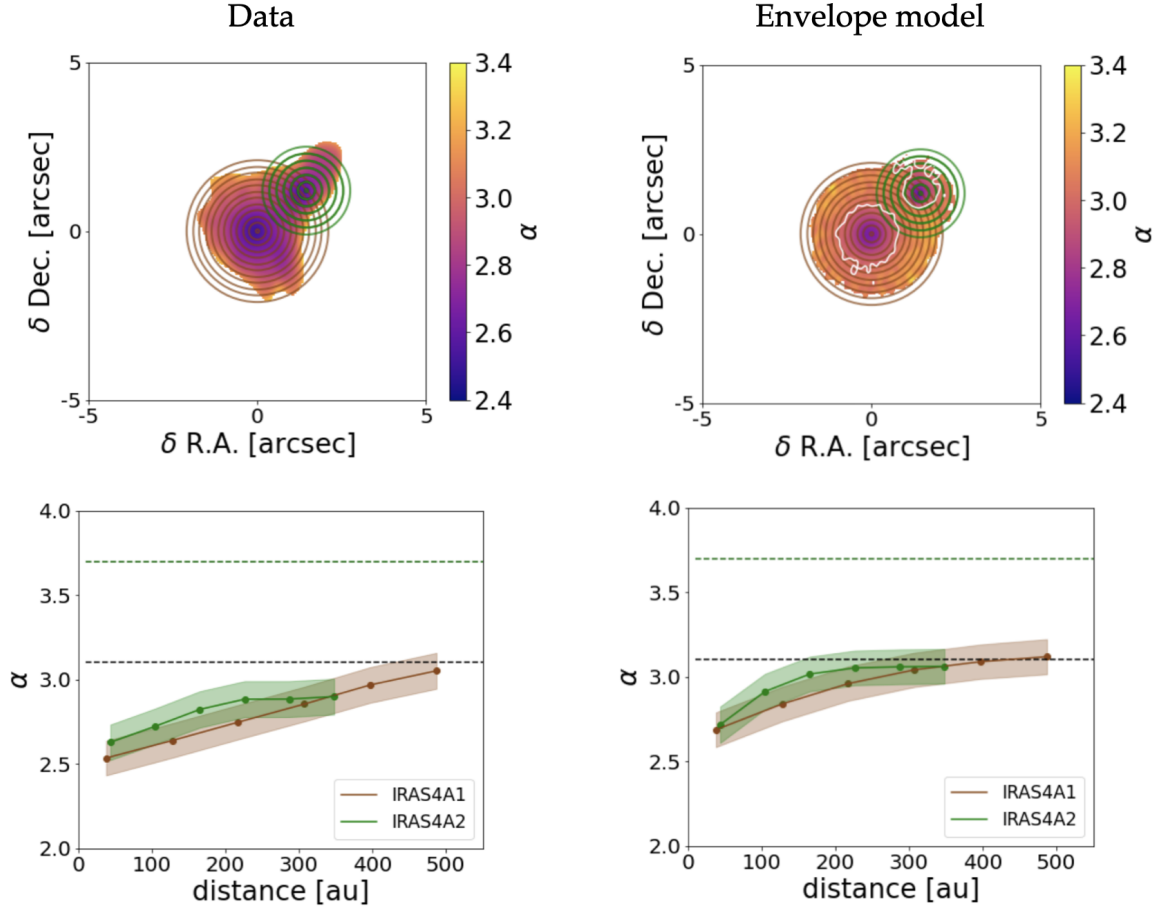 Data
Envelope model
5
0
-5
-5
0
5
δ Dec. [arcsec]
δ R.A. [arcsec]
3.4
3.2
3.0
2.8
2.6
2.4
α
5
0
-5
-5
0
5
δ Dec. [arcsec]
δ R.A. [arcsec]
3.4
3.2
3.0
2.8
2.6
2.4
α
4.0
3.5
3.0
2.5
2.0
α
0
100
200
300
400
500
distance [au]
IRAS4A1
IRAS4A2
4.0
3.5
3.0
2.5
2.0
α
0
100
200
300
400
500
distance [au]
IRAS4A1
IRAS4A2